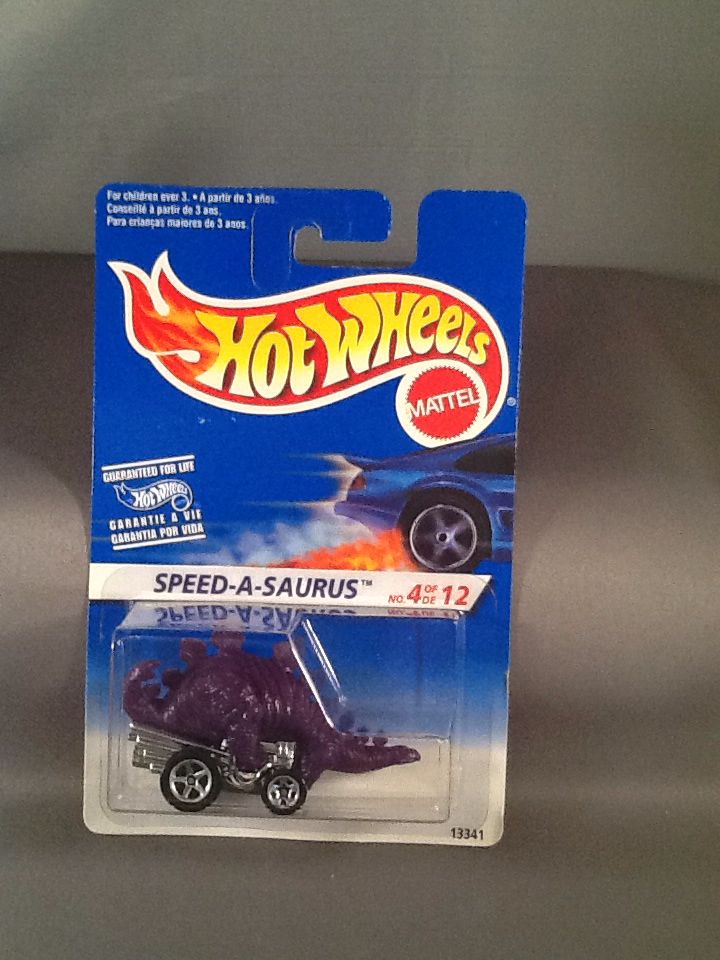 For children over 3. • A partir de 3 años.
Conseillé à partir de 3 ans.
Para crianças maiores de 3 anos.
HOT WHEELS
MATTEL
®
GUARANTEED FOR LIFE
HOT WHEELS
GARANTIE A VIE
GARANTIA POR VIDA
SPEED-A-SAURUS™
NO. 4 OF DE 12
SPEED-A-SAURUS
13341